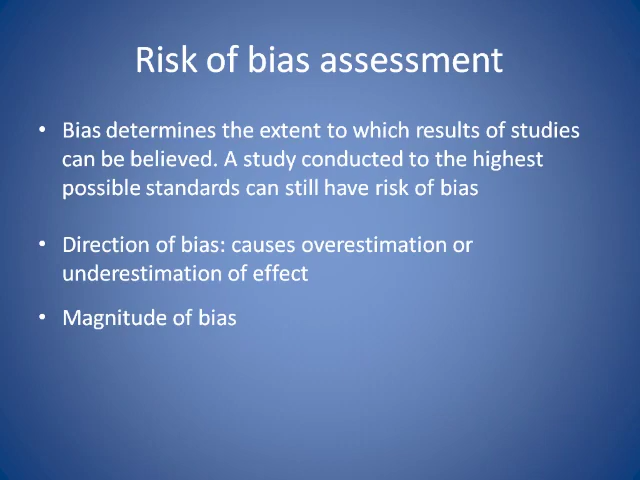 Risk of bias assessment
• Bias determines the extent to which results of studies
can be believed. A study conducted to the highest
possible standards can still have risk of bias
• Direction of bias: causes overestimation or
underestimation of effect
• Magnitude of bias